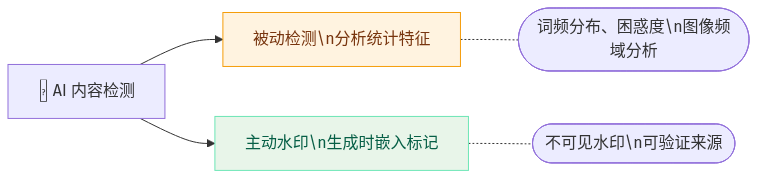 AI 内容检测
被动检测\n分析统计特征
词频分布、困惑度\n图像频
域分析
主动水印\n生成时嵌入标记
不可见水印\n可验证来源